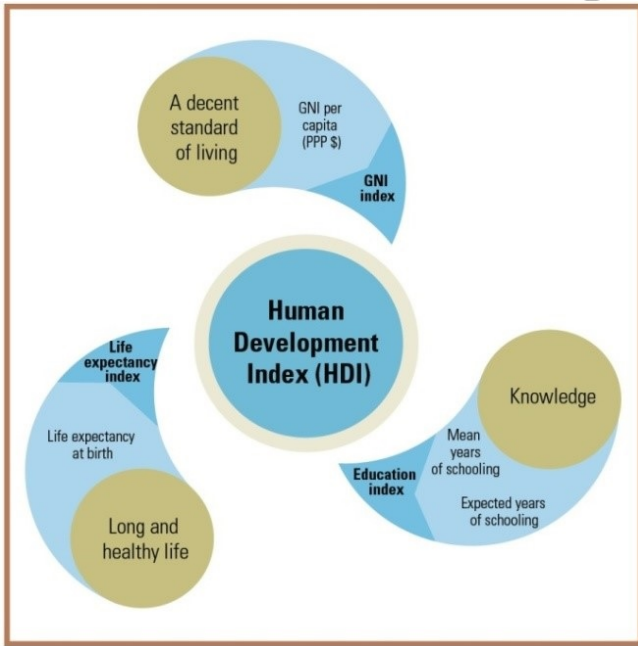 A decent
standard
of living
GNI per
capita
(PPP $)
GNI
index
Human
Development
Index (HDI)
Life
expectancy
index
Life expectancy
at birth
Long and
healthy life
Knowledge
Mean
years
of schooling
Expected years
of schooling
Education
index